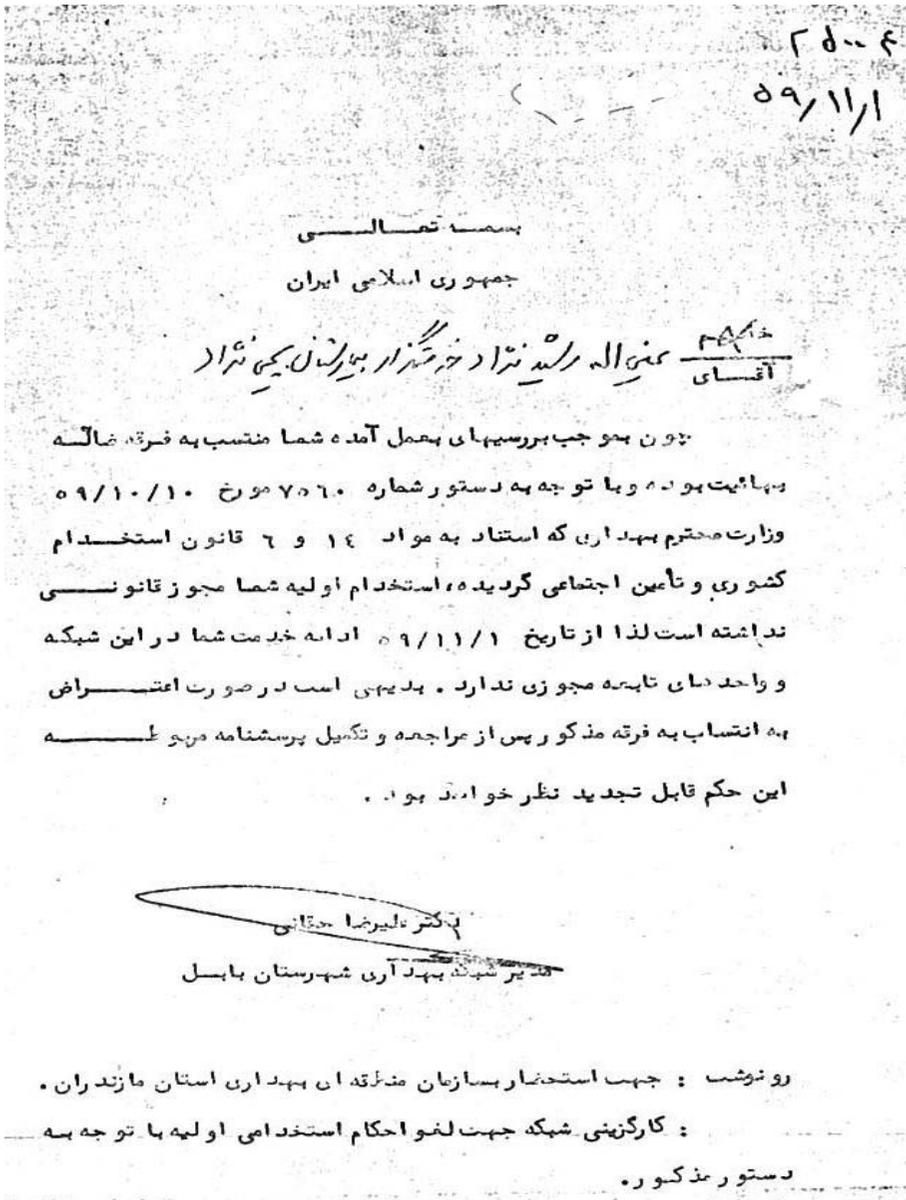 ۲۵۰۰۴
۵۹/۱۱/۱
بسمه تعالی
جمهوری اسلامی ایران
خانم
آقای
عینی اله رشید نژاد خدمتگزار بیمارستان یحیی نژاد
چون بموجب بررسیهای بعمل آمده شما منتسب به فرقه ضاله
بهائیت بوده و با توجه به دستور شماره ۷۵٦۰ مورخ ۵۹/۱۰/۱۰
وزارت محترم بهداری که استناد به مواد ۱٤ و ٦ قانون استخدام
کشوری و تأمین اجتماعی گردیده، استخدام اولیه شما مجوز قانونی
نداشته است لذا از تاریخ ۵۹/۱۱/۱ ادامه خدمت شما در این شبکه
و واحدهای تابعه مجوزی ندارد . بدیهی است در صورت اعتراض
به انتساب به فرقه مذکور پس از مراجعه و تکمیل پرسشنامه مربوطه
این حکم قابل تجدید نظر خواهد بود .
دکتر علیرضا حقانی
مدیر شبکه بهداری شهرستان بابل
رونوشت : جهت استحضار بسازمان منطقه ای بهداری استان مازندران .
: کارگزینی شبکه جهت لغو احکام استخدامی اولیه با توجه به
دستور مذکور.